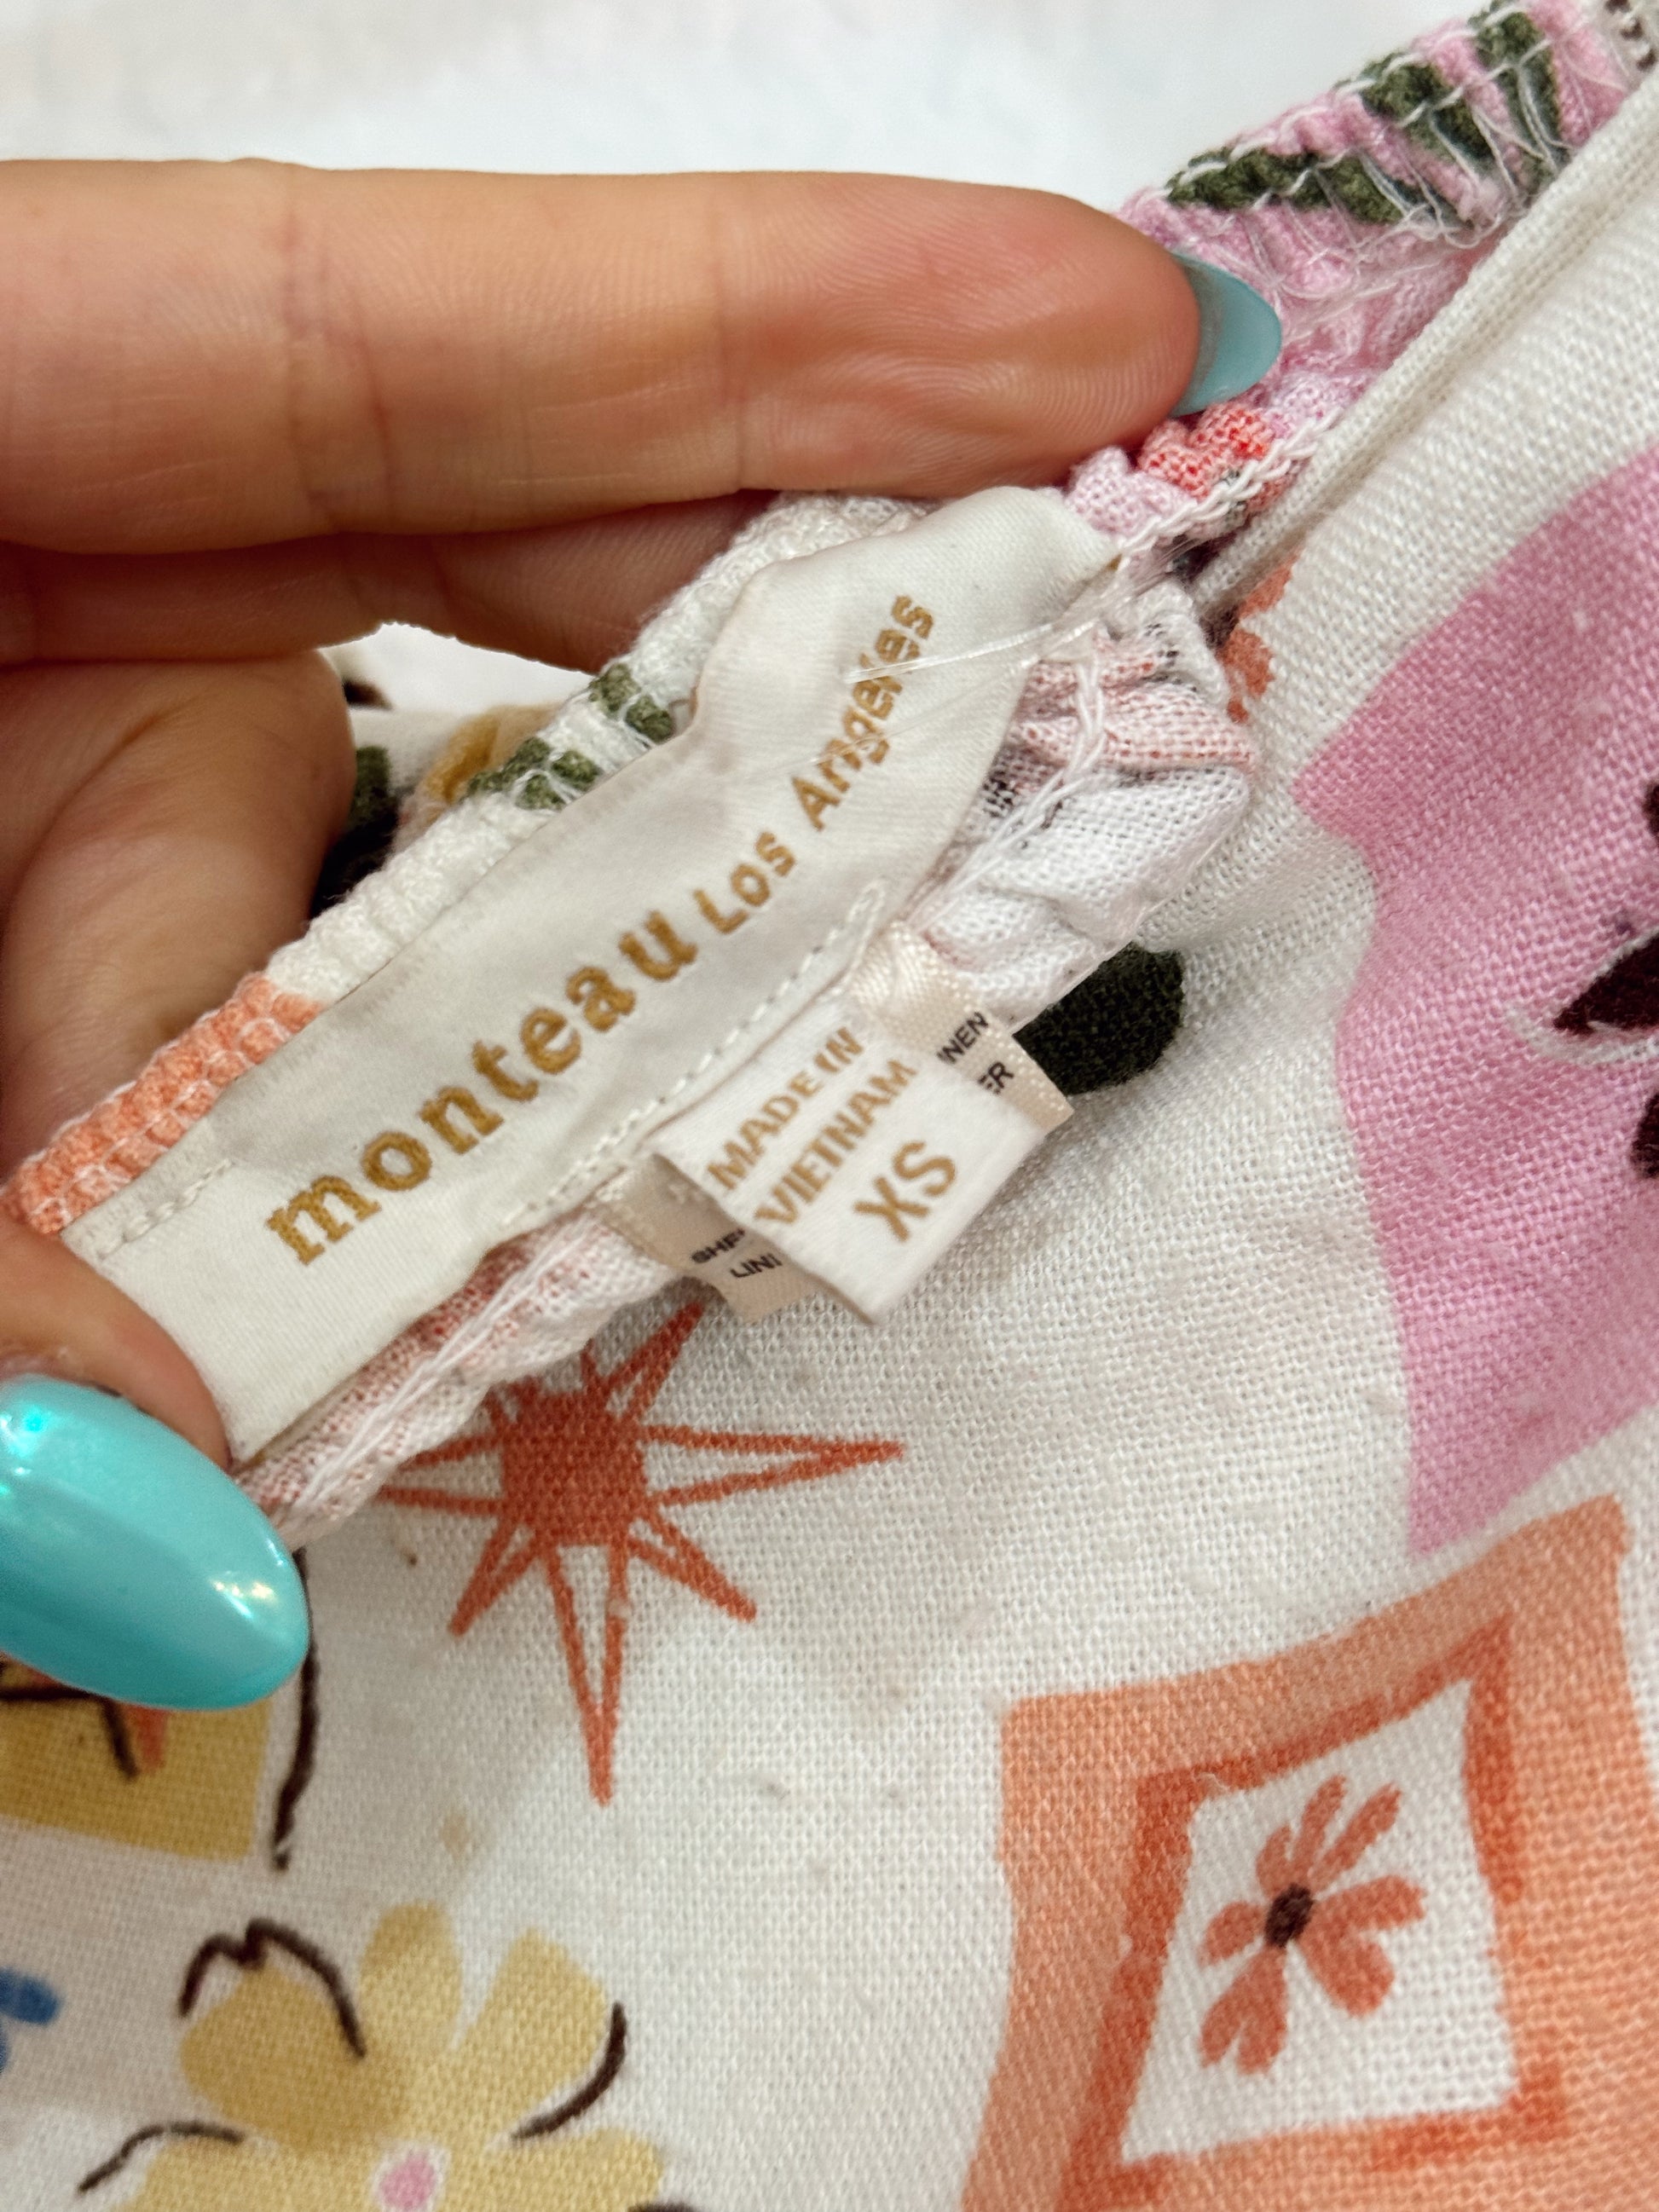 monteau Los Angeles
MADE IN
VIETNAM
XS